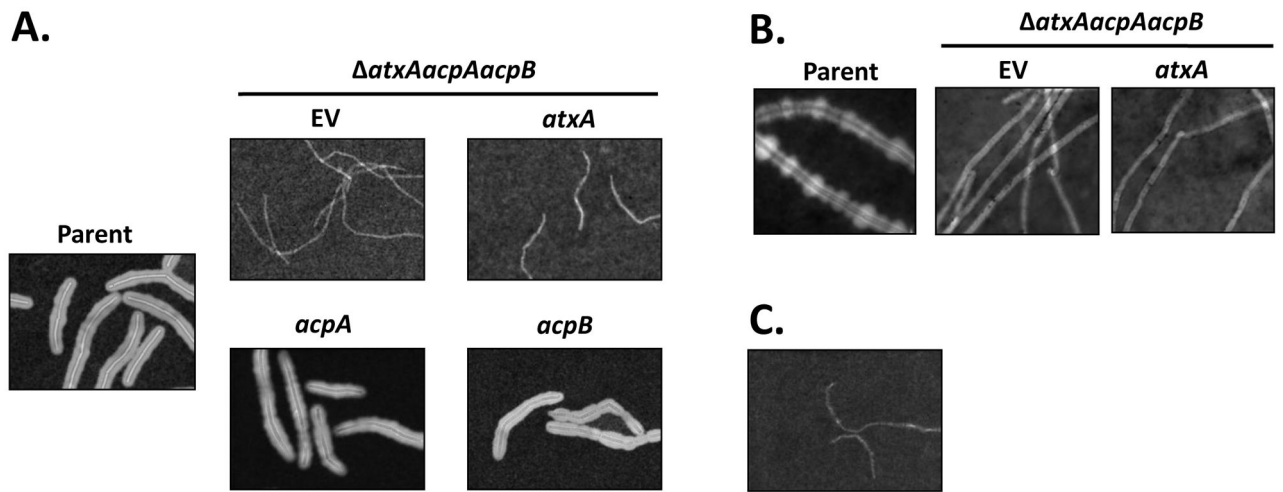 A.
ΔatxAacpAacpB
EV
atxA
Parent
acpA
acpB
B.
ΔatxAacpAacpB
Parent
EV
atxA
C.